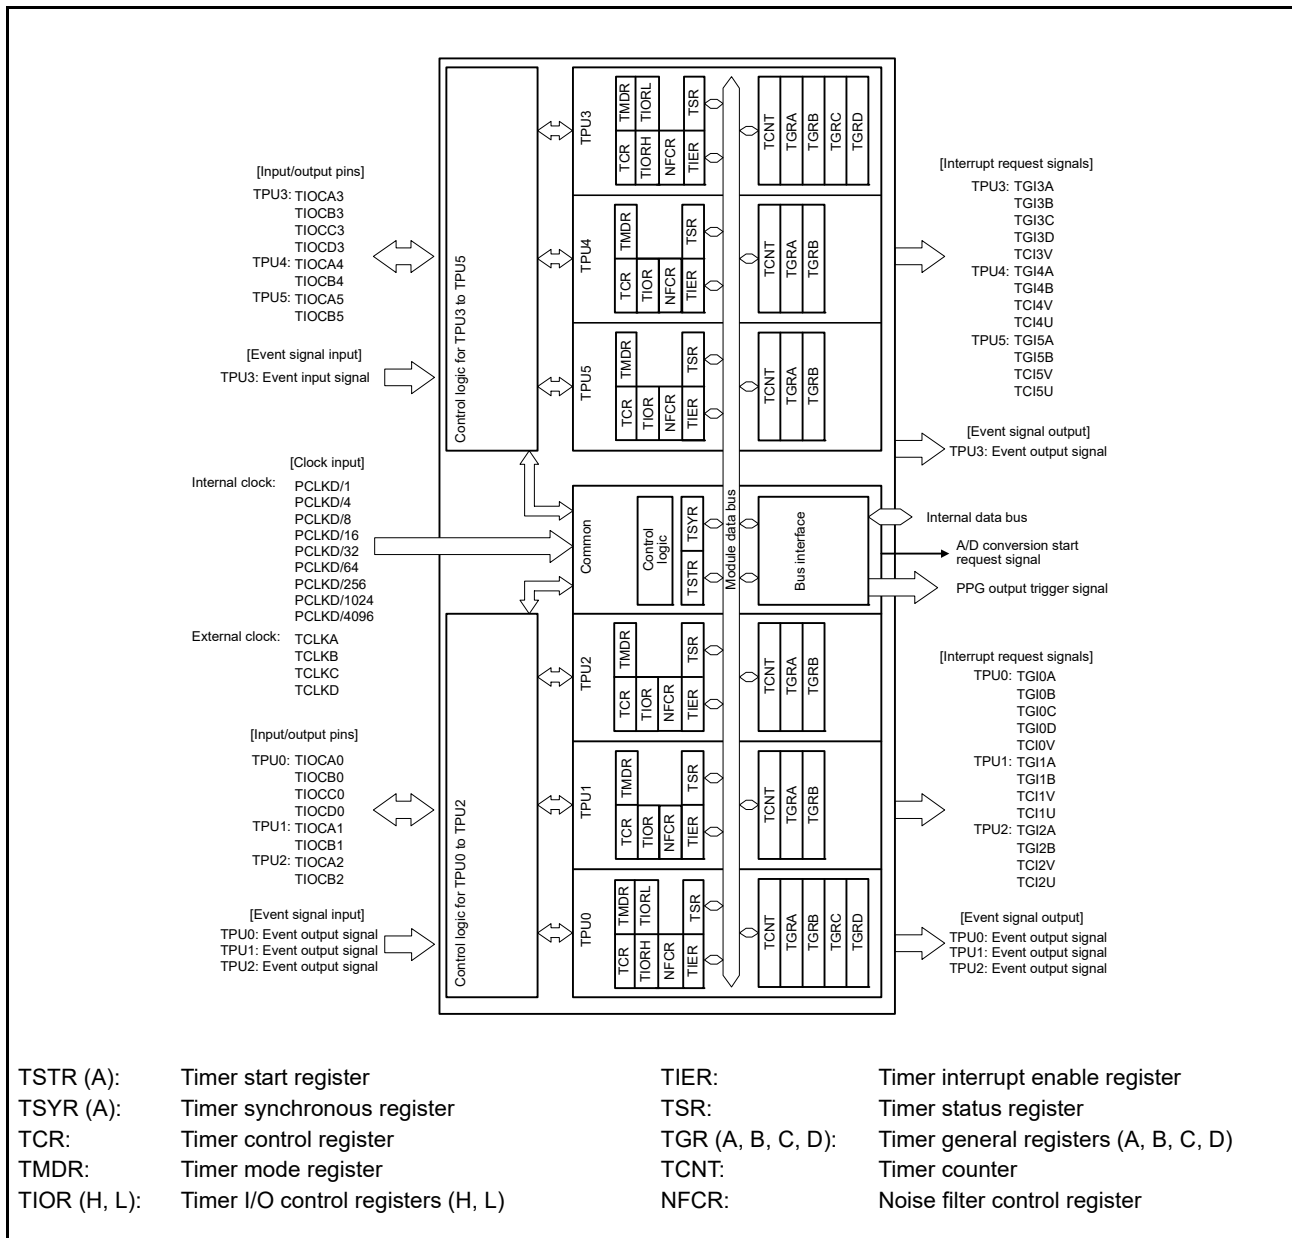 [Input/output pins]
TPU3: TIOCA3
TIOCB3
TIOCC3
TIOCD3
TPU4: TIOCA4
TIOCB4
TPU5: TIOCA5
TIOCB5
[Event signal input]
TPU3: Event input signal
[Clock input]
Internal clock: PCLKD/1
PCLKD/4
PCLKD/8
PCLKD/16
PCLKD/32
PCLKD/64
PCLKD/256
PCLKD/1024
PCLKD/4096
External clock: TCLKA
TCLKB
TCLKC
TCLKD
[Input/output pins]
TPU0: TIOCA0
TIOCB0
TIOCC0
TIOCD0
TPU1: TIOCA1
TIOCB1
TPU2: TIOCA2
TIOCB2
[Event signal input]
TPU0: Event output signal
TPU1: Event output signal
TPU2: Event output signal
Control logic for TPU3 to TPU5
Control logic for TPU0 to TPU2
TPU3
TMDR
TIORL
TSR
TCR
TIORH
NFCR
TIER
TCNT
TGRA
TGRB
TGRC
TGRD
TPU4
TMDR
TSR
TCR
TIOR
NFCR
TIER
TCNT
TGRA
TGRB
TPU5
TMDR
TSR
TCR
TIOR
NFCR
TIER
TCNT
TGRA
TGRB
Common
Control
logic
TSYR
TSTR
Module data bus
Bus interface
TPU2
TMDR
TSR
TCR
TIOR
NFCR
TIER
TCNT
TGRA
TGRB
TPU1
TMDR
TSR
TCR
TIOR
NFCR
TIER
TCNT
TGRA
TGRB
TPU0
TMDR
TIORL
TSR
TCR
TIORH
NFCR
TIER
TCNT
TGRA
TGRB
TGRC
TGRD
[Interrupt request signals]
TPU3: TGI3A
TGI3B
TGI3C
TGI3D
TCI3V
TPU4: TGI4A
TGI4B
TCI4V
TCI4U
TPU5: TGI5A
TGI5B
TCI5V
TCI5U
[Event signal output]
TPU3: Event output signal
Internal data bus
A/D conversion start
request signal
PPG output trigger signal
[Interrupt request signals]
TPU0: TGI0A
TGI0B
TGI0C
TGI0D
TCI0V
TPU1: TGI1A
TGI1B
TCI1V
TCI1U
TPU2: TGI2A
TGI2B
TCI2V
TCI2U
[Event signal output]
TPU0: Event output signal
TPU1: Event output signal
TPU2: Event output signal
TSTR (A): Timer start register
TSYR (A): Timer synchronous register
TCR: Timer control register
TMDR: Timer mode register
TIOR (H, L): Timer I/O control registers (H, L)
TIER: Timer interrupt enable register
TSR: Timer status register
TGR (A, B, C, D): Timer general registers (A, B, C, D)
TCNT: Timer counter
NFCR: Noise filter control register